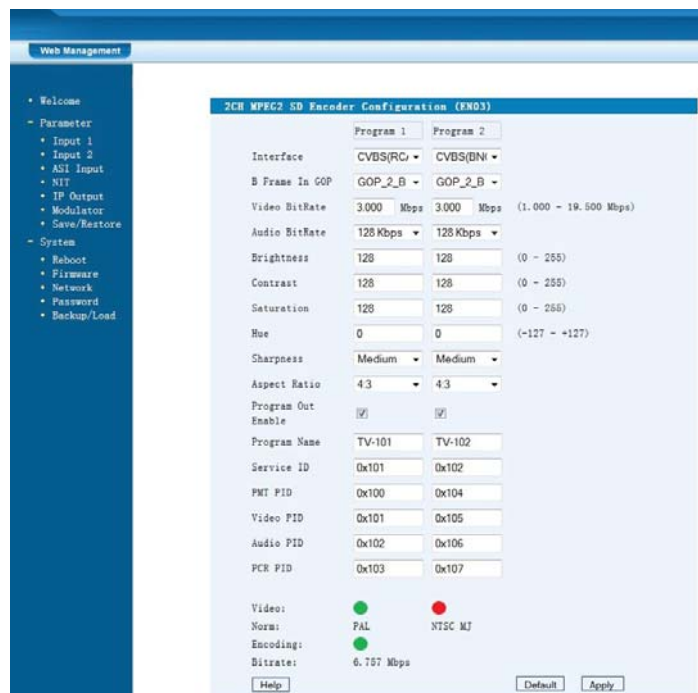 Web Management
• Welcome
- Parameter
• Input 1
• Input 2
• ASI Input
• NIT
• IP Output
• Modulator
• Save/Restore
- System
• Reboot
• Firmware
• Network
• Password
• Backup/Load
2CH MPEG2 SD Encoder Configuration (EN03)
Program 1 Program 2
Interface CVBS(RC CVBS(BN
B Frame In GOP GOP_2_B GOP_2_B
Video BitRate 3.000 Mbps 3.000 Mbps (1.000 - 19.500 Mbps)
Audio BitRate 128 Kbps 128 Kbps
Brightness 128 128 (0 - 255)
Contrast 128 128 (0 - 255)
Saturation 128 128 (0 - 255)
Hue 0 0 (-127 - +127)
Sharpness Medium Medium
Aspect Ratio 4:3 4:3
Program Out
Enable
Program Name TV-101 TV-102
Service ID 0x101 0x102
PMT PID 0x100 0x104
Video PID 0x101 0x105
Audio PID 0x102 0x106
PCR PID 0x103 0x107
Video:
Norm: PAL NTSC MJ
Encoding:
Bitrate: 6.757 Mbps
Help Default Apply